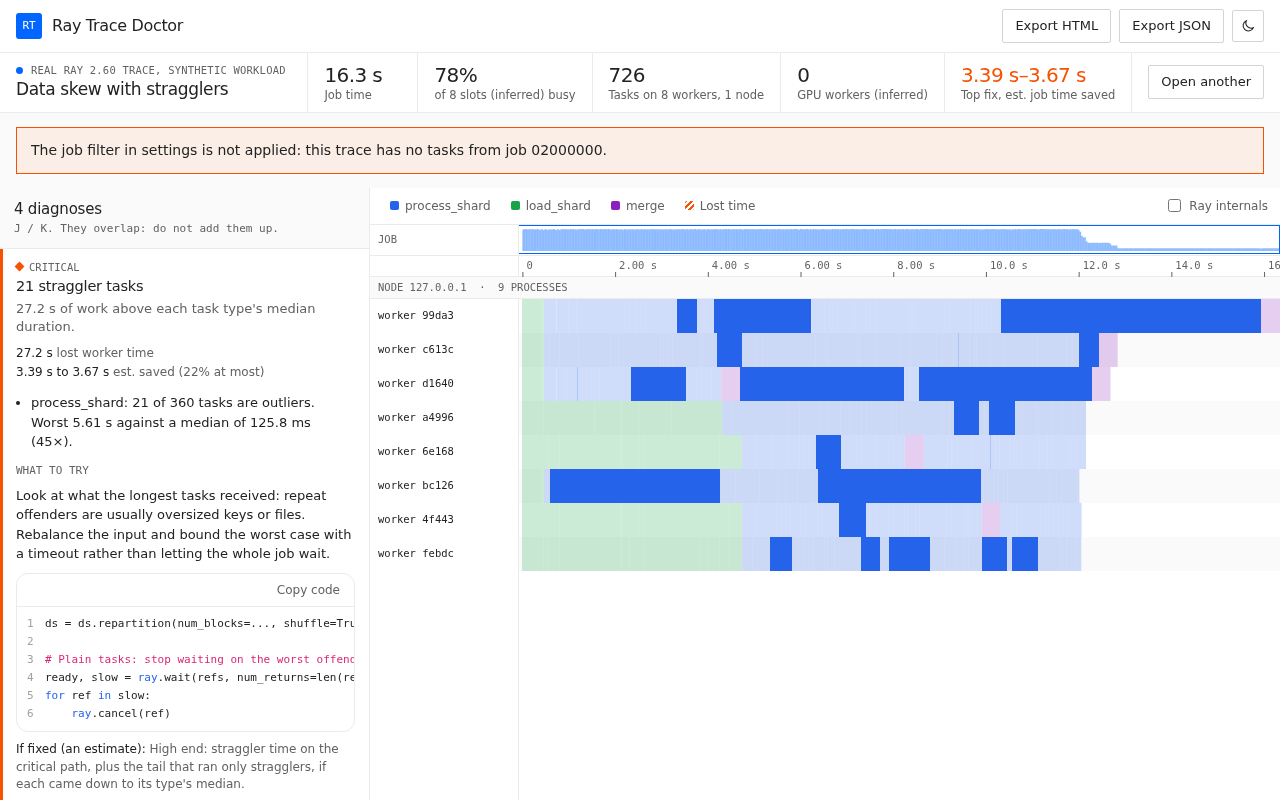 RT Ray Trace Doctor
Export HTML
Export JSON
REAL RAY 2.60 TRACE, SYNTHETIC WORKLOAD
Data skew with stragglers
16.3 s
Job time
78%
of 8 slots (inferred) busy
726
Tasks on 8 workers, 1 node
0
GPU workers (inferred)
3.39 s–3.67 s
Top fix, est. job time saved
Open another
The job filter in settings is not applied: this trace has no tasks from job 02000000.
4 diagnoses
J / K. They overlap: do not add them up.
CRITICAL
21 straggler tasks
27.2 s of work above each task type's median
duration.
27.2 s lost worker time
3.39 s to 3.67 s est. saved (22% at most)
• process_shard: 21 of 360 tasks are outliers.
Worst 5.61 s against a median of 125.8 ms
(45×).
WHAT TO TRY
Look at what the longest tasks received: repeat
offenders are usually oversized keys or files.
Rebalance the input and bound the worst case with
a timeout rather than letting the whole job wait.
Copy code
1 ds = ds.repartition(num_blocks=..., shuffle=Tru
2
3 # Plain tasks: stop waiting on the worst offend
4 ready, slow = ray.wait(refs, num_returns=len(re
5 for ref in slow:
6 ray.cancel(ref)
If fixed (an estimate): High end: straggler time on the
critical path, plus the tail that ran only stragglers, if
each came down to its type's median.
process_shard
load_shard
merge
Lost time
Ray internals
JOB
0 2.00 s 4.00 s 6.00 s 8.00 s 10.0 s 12.0 s 14.0 s 16
NODE 127.0.0.1 · 9 PROCESSES
worker 99da3
worker c613c
worker d1640
worker a4996
worker 6e168
worker bc126
worker 4f443
worker febdc